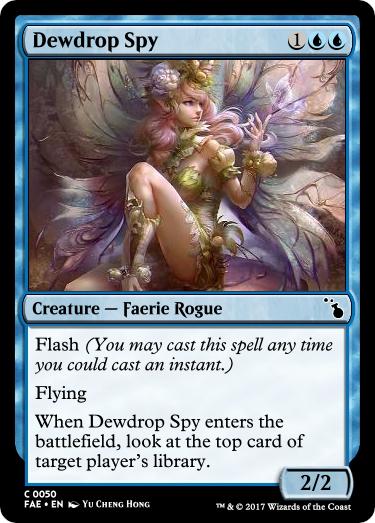 Dewdrop Spy 1
Creature — Faerie Rogue
Flash (You may cast this spell any time
you could cast an instant.)
Flying
When Dewdrop Spy enters the
battlefield, look at the top card of
target player's library.
2/2
C 0050
FAE • EN Yu Cheng Hong
™ & © 2017 Wizards of the Coast